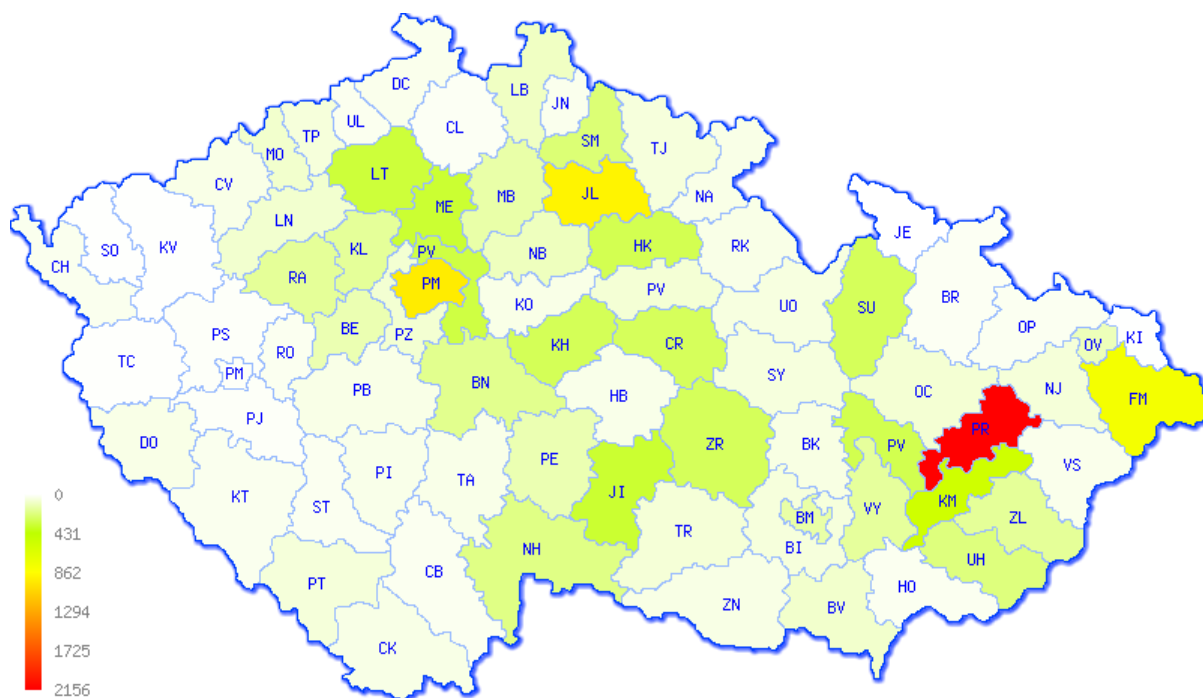 DC
LB
JN
UL
TP
CL
SM
TJ
MO
LT
CV
JL
MB
ME
NA
LN
JE
SO
KV
KL
PV
NB
HK
RK
CH
RA
PM
PV
BR
KO
UO
SU
OP
KI
PS
BE
PZ
OV
TC
RO
KH
CR
PM
BN
SY
OC
NJ
FM
PB
HB
PJ
PR
DO
PE
ZR
BK
PV
VS
PI
TA
KT
JI
ST
KM
BM
VY
ZL
TR
BI
NH
UH
CB
PT
HO
ZN
BV
CK
0
431
862
1294
1725
2156